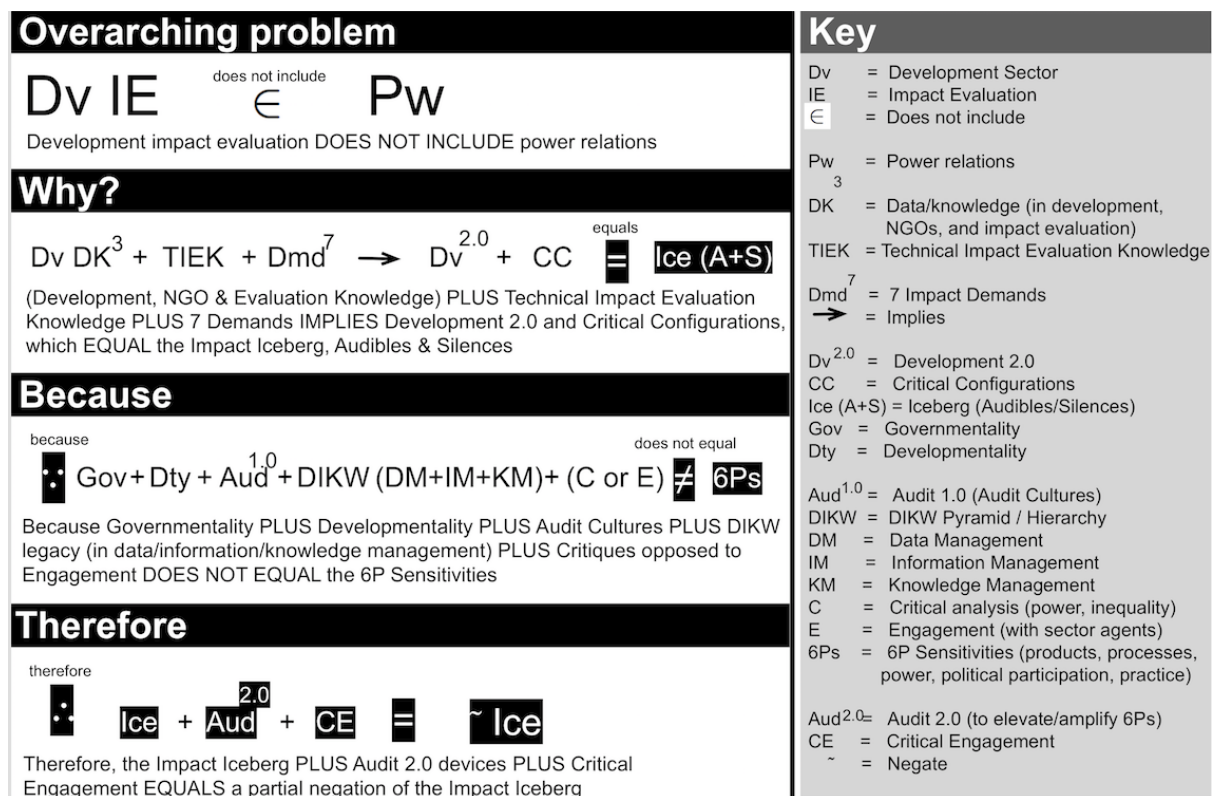 Overarching problem
does not include
Dv IE ∈ Pw
Development impact evaluation DOES NOT INCLUDE power relations
Why?
equals
Dv DK³ + TIEK + Dmd⁷ → Dv²·⁰ + CC = Ice (A+S)
(Development, NGO & Evaluation Knowledge) PLUS Technical Impact Evaluation
Knowledge PLUS 7 Demands IMPLIES Development 2.0 and Critical Configurations,
which EQUAL the Impact Iceberg, Audibles & Silences
Because
because
does not equal
∵ Gov + Dty + Aud¹·⁰ + DIKW (DM+IM+KM)+ (C or E) ≠ 6Ps
Because Governmentality PLUS Developmentality PLUS Audit Cultures PLUS DIKW
legacy (in data/information/knowledge management) PLUS Critiques opposed to
Engagement DOES NOT EQUAL the 6P Sensitivities
Therefore
therefore
∴ Ice + Aud²·⁰ + CE = ~ Ice
Therefore, the Impact Iceberg PLUS Audit 2.0 devices PLUS Critical
Engagement EQUALS a partial negation of the Impact Iceberg
Key
Dv = Development Sector
IE = Impact Evaluation
∈ = Does not include
Pw = Power relations
3
DK = Data/knowledge (in development,
NGOs, and impact evaluation)
TIEK = Technical Impact Evaluation Knowledge
Dmd⁷ = 7 Impact Demands
→ = Implies
Dv²·⁰ = Development 2.0
CC = Critical Configurations
Ice (A+S) = Iceberg (Audibles/Silences)
Gov = Governmentality
Dty = Developmentality
Aud¹·⁰ = Audit 1.0 (Audit Cultures)
DIKW = DIKW Pyramid / Hierarchy
DM = Data Management
IM = Information Management
KM = Knowledge Management
C = Critical analysis (power, inequality)
E = Engagement (with sector agents)
6Ps = 6P Sensitivities (products, processes,
power, political participation, practice)
Aud²·⁰= Audit 2.0 (to elevate/amplify 6Ps)
CE = Critical Engagement
~ = Negate